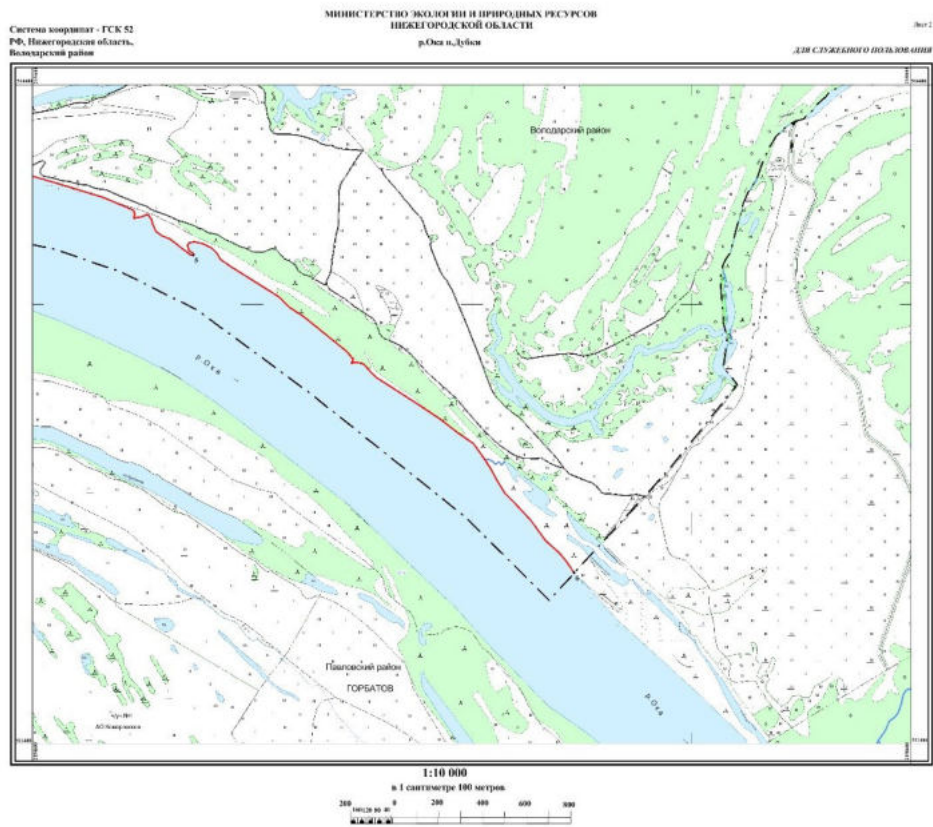 МИНИСТЕРСТВО ЭКОЛОГИИ И ПРИРОДНЫХ РЕСУРСОВ
НИЖЕГОРОДСКОЙ ОБЛАСТИ
Система координат - ГСК 52
РФ, Нижегородская область,
Володарский район
р.Ока п.Дубки
Лист 2
ДЛЯ СЛУЖЕБНОГО ПОЛЬЗОВАНИЯ
Володарский район
р. Ока
Павловский район
ГОРБАТОВ
р. Ока
1:10 000
в 1 сантиметре 100 метров
200 0 200 400 600 800